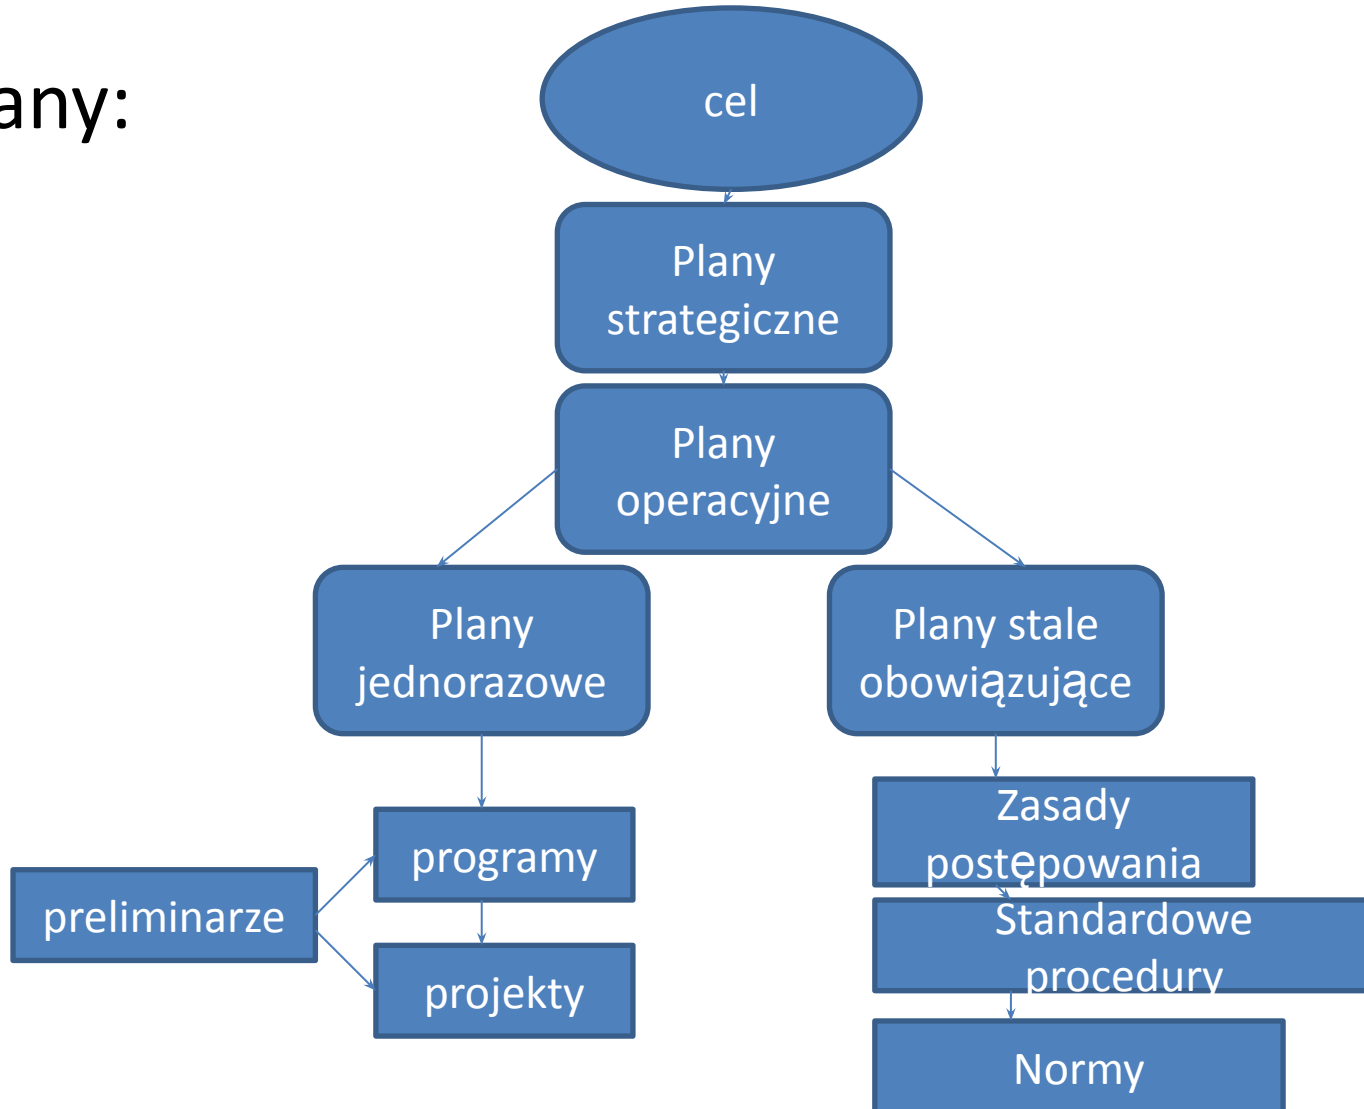 any:
cel
Plany
strategiczne
Plany
operacyjne
Plany
jednorazowe
Plany stale
obowiązujące
programy
preliminarze
projekty
Zasady
postępowania
Standardowe
procedury
Normy